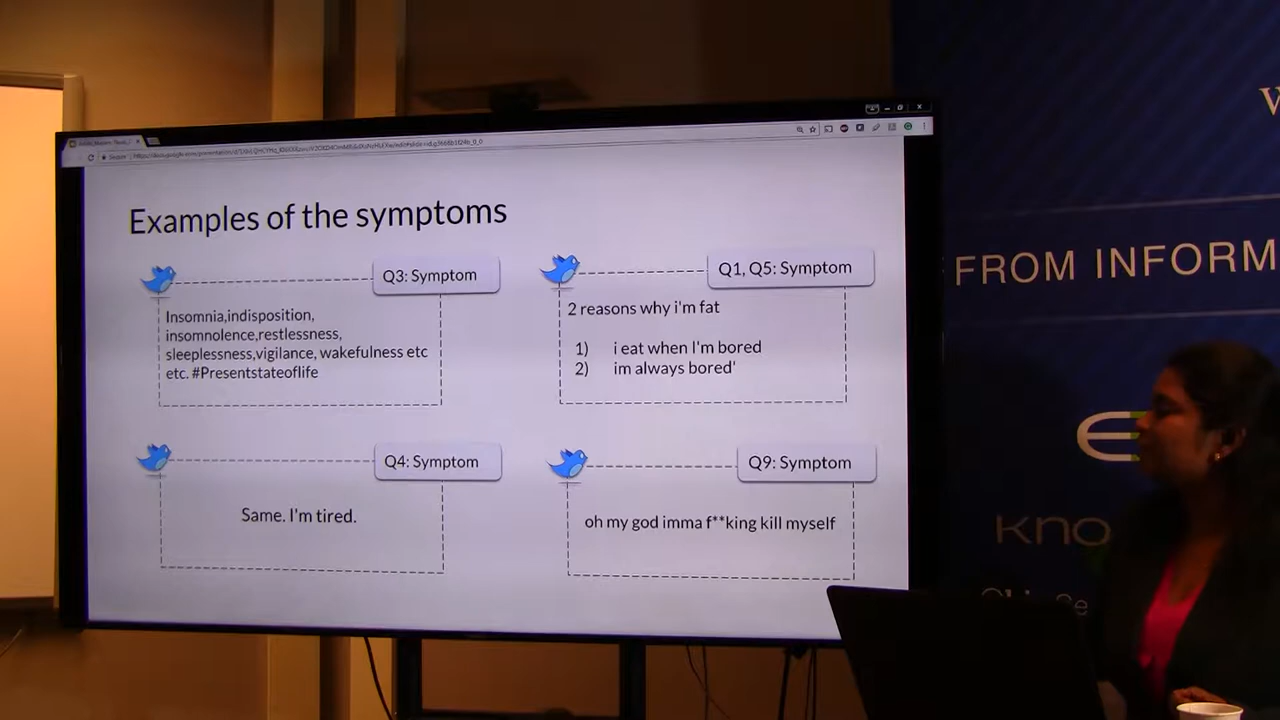 Examples of the symptoms
Q3: Symptom
Insomnia,indisposition,
insomnolence,restlessness,
sleeplessness,vigilance, wakefulness etc
etc. #Presentstateoflife
Q1, Q5: Symptom
2 reasons why i'm fat
1) i eat when I'm bored
2) im always bored'
Q4: Symptom
Same. I'm tired.
Q9: Symptom
oh my god imma f**king kill myself
FROM INFORM
KNO